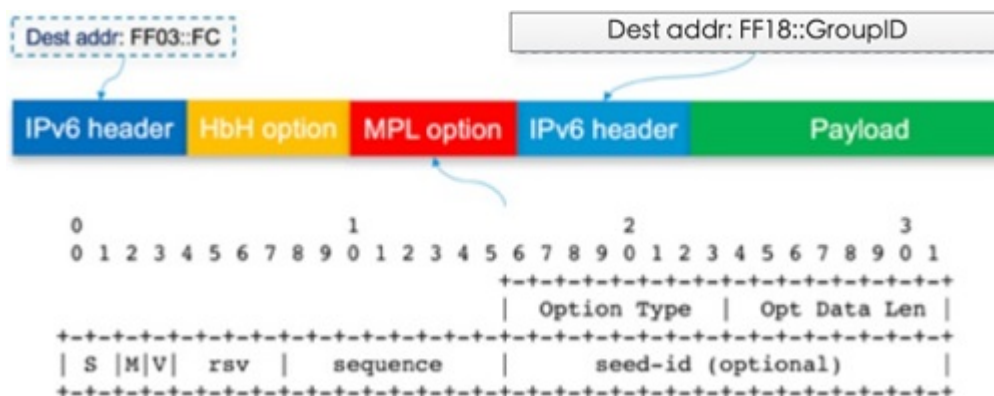 Dest addr: FF03::FC
Dest addr: FF18::GroupID
IPv6 header HbH option MPL option IPv6 header Payload
0 1 2 3
0 1 2 3 4 5 6 7 8 9 0 1 2 3 4 5 6 7 8 9 0 1 2 3 4 5 6 7 8 9 0 1
+-+-+-+-+-+-+-+-+-+-+-+-+-+-+-+-+
| Option Type | Opt Data Len |
+-+-+-+-+-+-+-+-+-+-+-+-+-+-+-+-+-+-+-+-+-+-+-+-+-+-+-+-+-+-+-+-+
| S |M|V| rsv | sequence | seed-id (optional) |
+-+-+-+-+-+-+-+-+-+-+-+-+-+-+-+-+-+-+-+-+-+-+-+-+-+-+-+-+-+-+-+-+